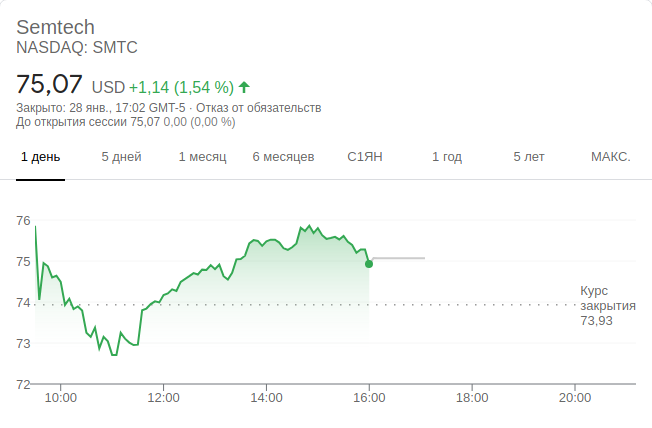 Semtech
NASDAQ: SMTC
75,07 USD +1,14 (1,54 %)
Закрыто: 28 янв., 17:02 GMT-5 · Отказ от обязательств
До открытия сессии 75,07 0,00 (0,00 %)
1 день 5 дней 1 месяц 6 месяцев С1ЯН 1 год 5 лет МАКС.
76
75
74
73
72
Курс
закрытия
73,93
10:00 12:00 14:00 16:00 18:00 20:00